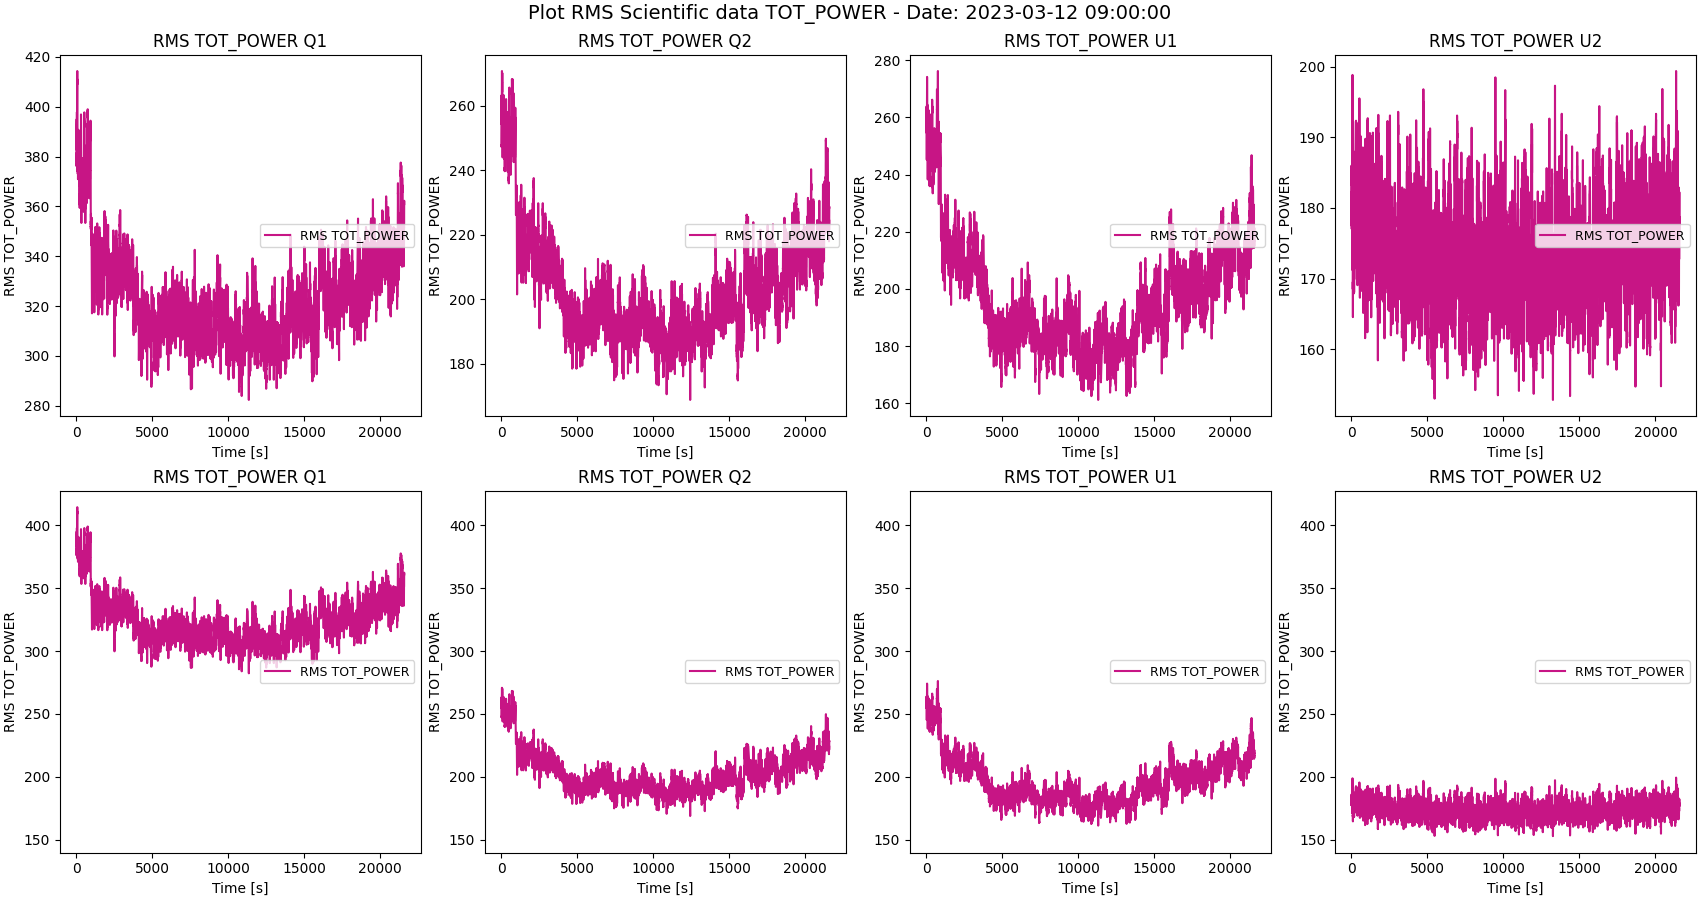 Plot RMS Scientific data TOT_POWER - Date: 2023-03-12 09:00:00
RMS TOT_POWER Q1
RMS TOT_POWER
420
400
380
360
340
320
300
280
RMS TOT_POWER
0 5000 10000 15000 20000
Time [s]
RMS TOT_POWER Q2
RMS TOT_POWER
260
240
220
200
180
RMS TOT_POWER
0 5000 10000 15000 20000
Time [s]
RMS TOT_POWER U1
RMS TOT_POWER
280
260
240
220
200
180
160
RMS TOT_POWER
0 5000 10000 15000 20000
Time [s]
RMS TOT_POWER U2
RMS TOT_POWER
200
190
180
170
160
RMS TOT_POWER
0 5000 10000 15000 20000
Time [s]
RMS TOT_POWER Q1
RMS TOT_POWER
400
350
300
250
200
150
RMS TOT_POWER
0 5000 10000 15000 20000
Time [s]
RMS TOT_POWER Q2
RMS TOT_POWER
400
350
300
250
200
150
RMS TOT_POWER
0 5000 10000 15000 20000
Time [s]
RMS TOT_POWER U1
RMS TOT_POWER
400
350
300
250
200
150
RMS TOT_POWER
0 5000 10000 15000 20000
Time [s]
RMS TOT_POWER U2
RMS TOT_POWER
400
350
300
250
200
150
RMS TOT_POWER
0 5000 10000 15000 20000
Time [s]